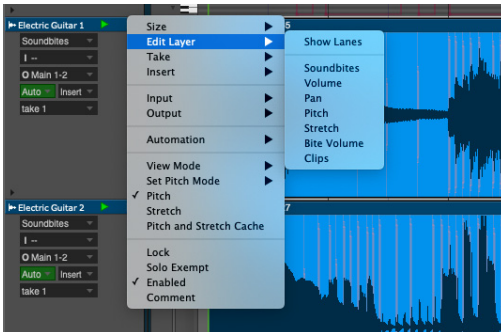 Electric Guitar 1
Soundbites
I --
O Main 1-2
Auto Insert
take 1
Electric Guitar 2
Soundbites
I --
O Main 1-2
Auto Insert
take 1
Size
Edit Layer
Take
Insert
Input
Output
Automation
View Mode
Set Pitch Mode
✓ Pitch
Stretch
Pitch and Stretch Cache
Lock
Solo Exempt
✓ Enabled
Comment
Show Lanes
Soundbites
Volume
Pan
Pitch
Stretch
Bite Volume
Clips
5
7